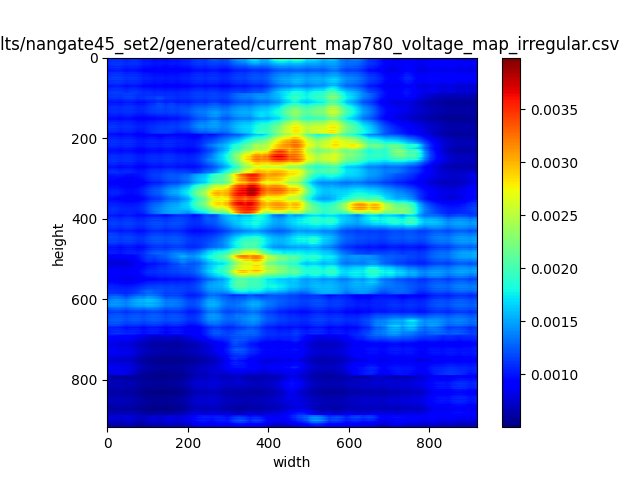 lts/nangate45_set2/generated/current_map780_voltage_map_irregular.csv
0
200
400
600
800
height
0 200 400 600 800
width
0.0035
0.0030
0.0025
0.0020
0.0015
0.0010